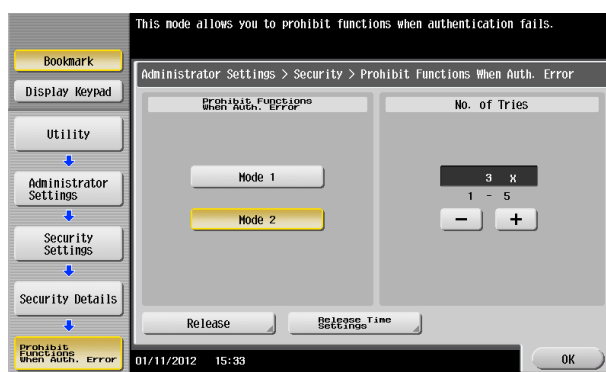 This mode allows you to prohibit functions when authentication fails.
Bookmark
Display Keypad
Utility
Administrator
Settings
Security
Settings
Security Details
Prohibit
Functions
When Auth. Error
Administrator Settings > Security > Prohibit Functions When Auth. Error
Prohibit Functions
When Auth. Error
Mode 1
Mode 2
No. of Tries
3 x
1 - 5
− +
Release
Release Time
Settings
01/11/2012 15:33
OK